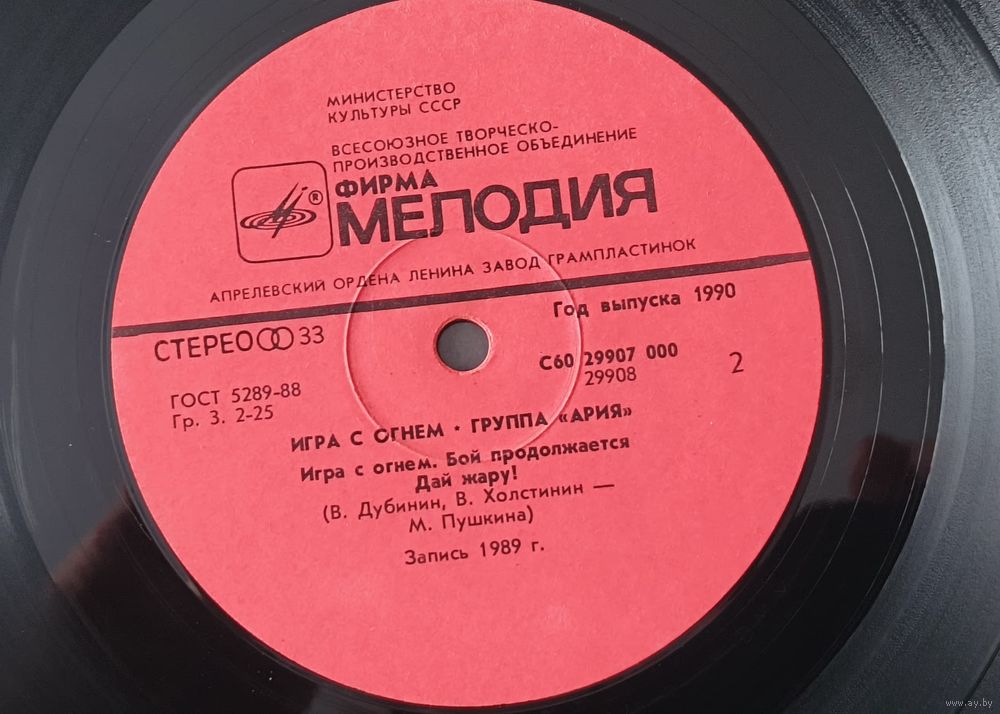 МИНИСТЕРСТВО
КУЛЬТУРЫ СССР
ВСЕСОЮЗНОЕ ТВОРЧЕСКО-
ПРОИЗВОДСТВЕННОЕ ОБЪЕДИНЕНИЕ
ФИРМА
®
МЕЛОДИЯ
АПРЕЛЕВСКИЙ ОРДЕНА ЛЕНИНА ЗАВОД ГРАМПЛАСТИНОК
СТЕРЕО 33
Год выпуска 1990
ГОСТ 5289-88
Гр. 3. 2-25
С60 29907 000
29908
2
ИГРА С ОГНЕМ • ГРУППА «АРИЯ»
Игра с огнем. Бой продолжается
Дай жару!
(В. Дубинин, В. Холстинин —
М. Пушкина)
Запись 1989 г.
www.ay.by